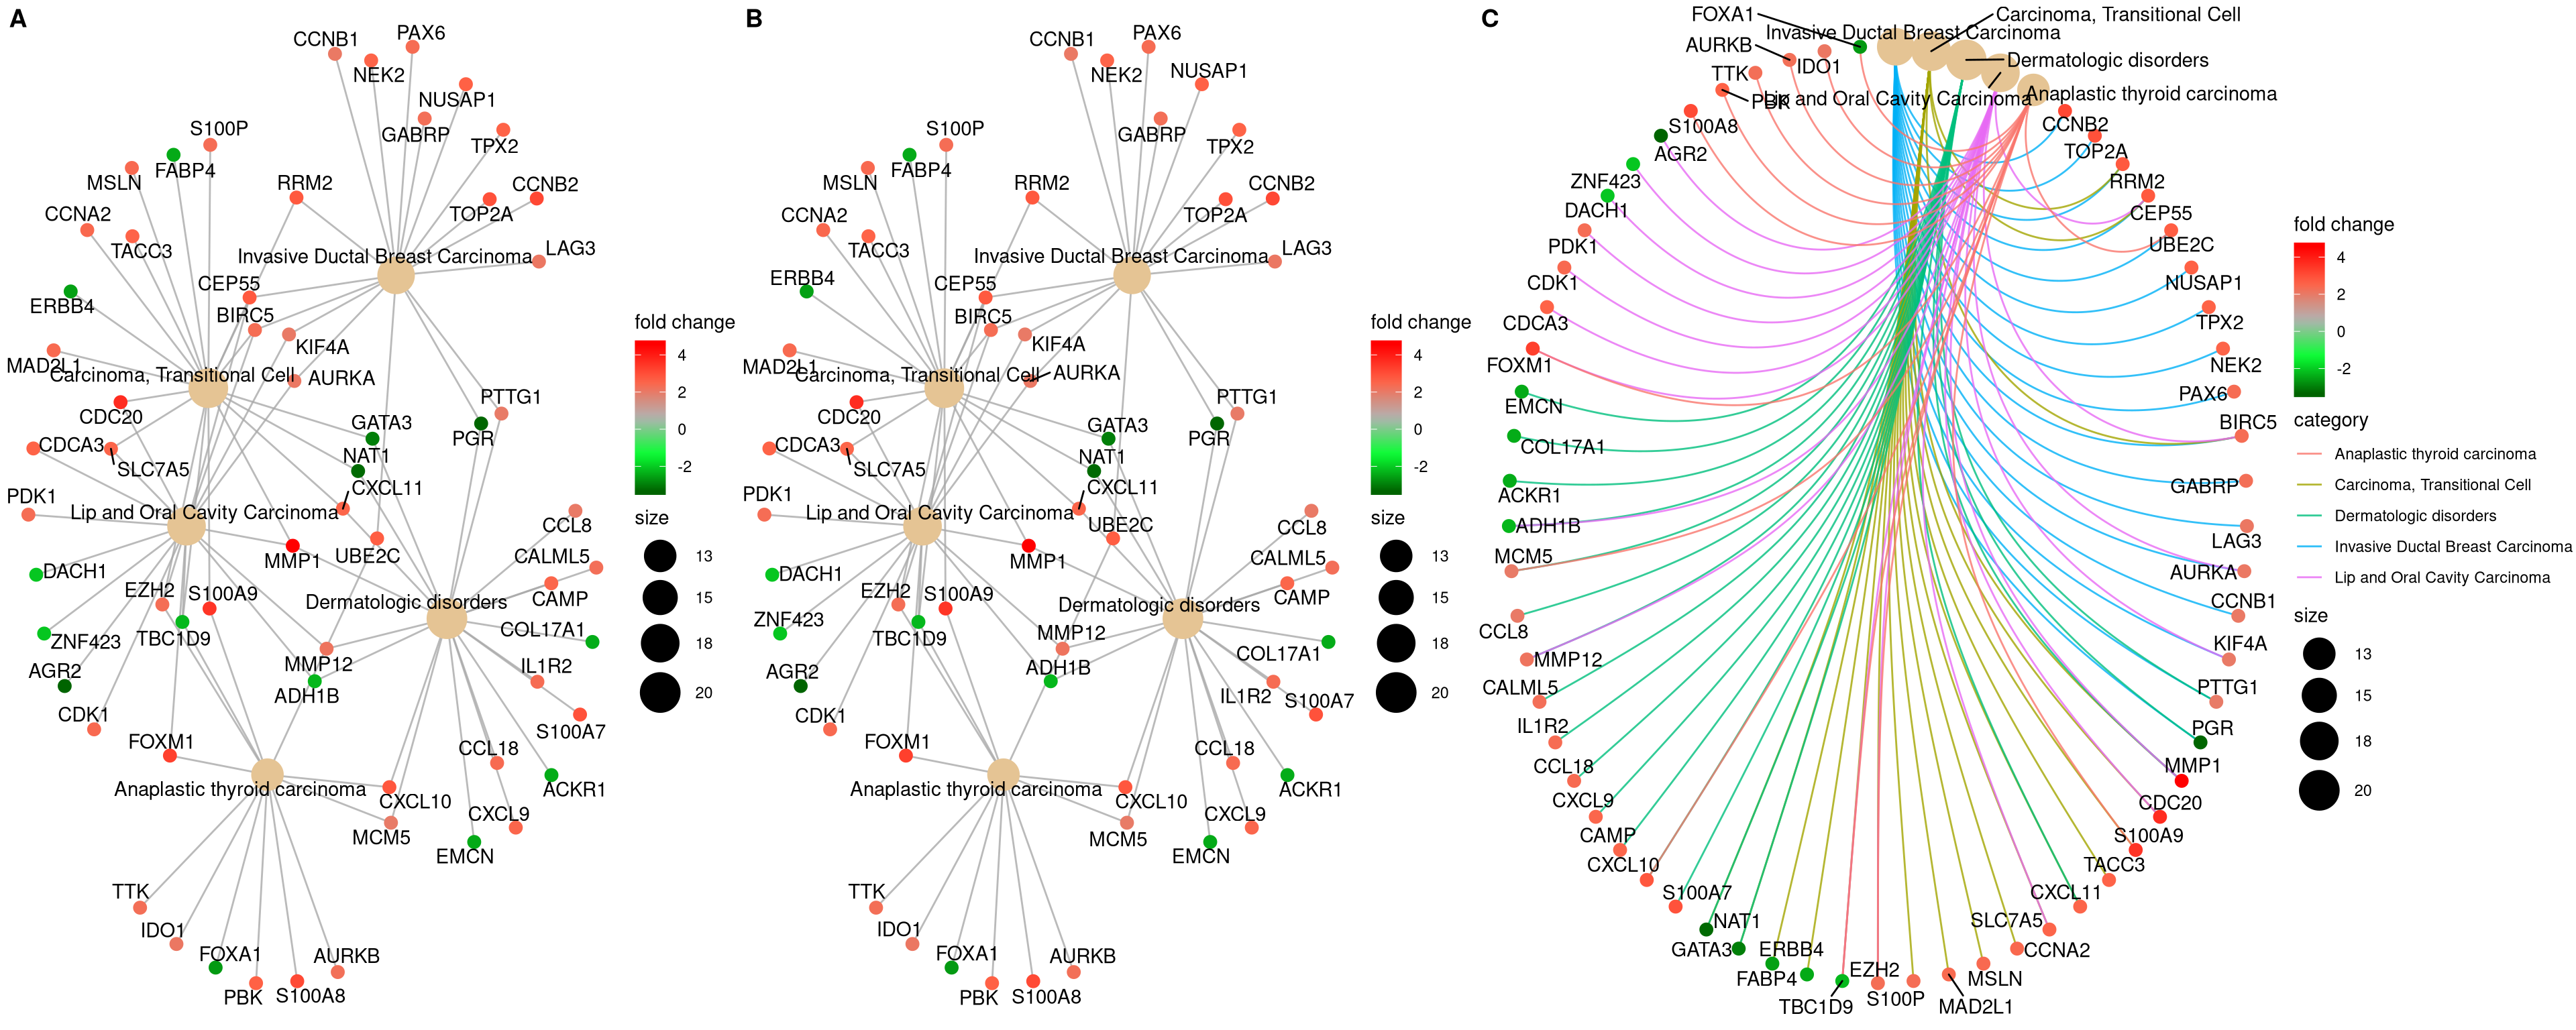 A
CCNB1
PAX6
NEK2
NUSAP1
GABRP
S100P
TPX2
FABP4
MSLN
RRM2
CCNB2
CCNA2
TOP2A
TACC3
LAG3
Invasive Ductal Breast Carcinoma
CEP55
ERBB4
BIRC5
KIF4A
MAD2L1
Carcinoma, Transitional Cell
AURKA
PTTG1
CDC20
GATA3
PGR
CDCA3
NAT1
SLC7A5
CXCL11
PDK1
Lip and Oral Cavity Carcinoma
CCL8
UBE2C
MMP1
CALML5
DACH1
EZH2
S100A9
CAMP
Dermatologic disorders
COL17A1
ZNF423
TBC1D9
MMP12
IL1R2
AGR2
ADH1B
CDK1
S100A7
FOXM1
CCL18
Anaplastic thyroid carcinoma
ACKR1
CXCL10
CXCL9
MCM5
EMCN
TTK
IDO1
FOXA1
AURKB
PBK
S100A8
fold change
4
2
0
-2
size
13
15
18
20
B
CCNB1
PAX6
NEK2
NUSAP1
GABRP
S100P
TPX2
FABP4
MSLN
RRM2
CCNB2
CCNA2
TOP2A
TACC3
LAG3
Invasive Ductal Breast Carcinoma
ERBB4
CEP55
BIRC5
KIF4A
MAD2L1
Carcinoma, Transitional Cell
AURKA
PTTG1
CDC20
GATA3
PGR
CDCA3
NAT1
SLC7A5
CXCL11
PDK1
Lip and Oral Cavity Carcinoma
UBE2C
CCL8
MMP1
CALML5
DACH1
EZH2
S100A9
CAMP
Dermatologic disorders
ZNF423
TBC1D9
MMP12
COL17A1
AGR2
ADH1B
IL1R2
S100A7
CDK1
FOXM1
CCL18
Anaplastic thyroid carcinoma
ACKR1
CXCL10
CXCL9
MCM5
EMCN
TTK
IDO1
FOXA1
AURKB
PBK
S100A8
fold change
4
2
0
-2
size
13
15
18
20
C
FOXA1
Carcinoma, Transitional Cell
Invasive Ductal Breast Carcinoma
AURKB
IDO1
Dermatologic disorders
TTK
PBK
Lip and Oral Cavity Carcinoma
Anaplastic thyroid carcinoma
S100A8
CCNB2
AGR2
TOP2A
ZNF423
RRM2
DACH1
CEP55
PDK1
UBE2C
CDK1
NUSAP1
CDCA3
TPX2
FOXM1
NEK2
EMCN
PAX6
COL17A1
BIRC5
ACKR1
GABRP
ADH1B
LAG3
MCM5
AURKA
CCL8
CCNB1
MMP12
KIF4A
CALML5
PTTG1
IL1R2
PGR
CCL18
MMP1
CXCL9
CDC20
CAMP
S100A9
CXCL10
TACC3
S100A7
CXCL11
NAT1
SLC7A5
GATA3
ERBB4
CCNA2
FABP4
EZH2
MSLN
TBC1D9
S100P
MAD2L1
fold change
4
2
0
-2
category
Anaplastic thyroid carcinoma
Carcinoma, Transitional Cell
Dermatologic disorders
Invasive Ductal Breast Carcinoma
Lip and Oral Cavity Carcinoma
size
13
15
18
20